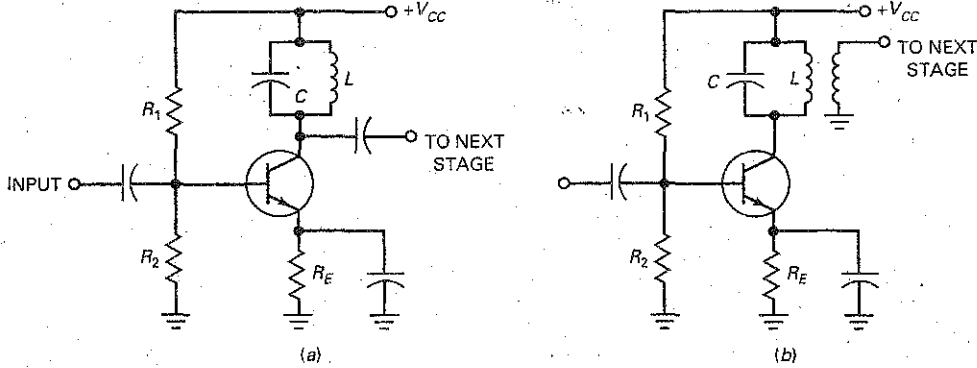 +V_CC
C
L
R_1
TO NEXT
STAGE
INPUT
R_2
R_E
(a)
+V_CC
TO NEXT
STAGE
C
L
R_1
R_2
R_E
(b)